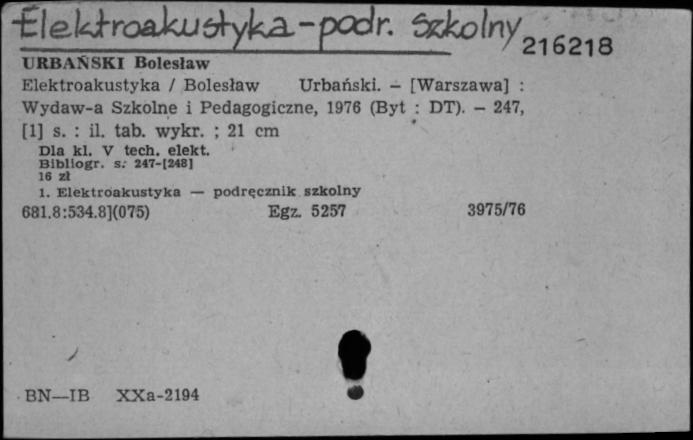 Elektroakustyka - podr. szkolny
216218
URBAŃSKI Bolesław
Elektroakustyka / Bolesław Urbański. — [Warszawa] :
Wydaw-a Szkolne i Pedagogiczne, 1976 (Byt : DT). — 247,
[1] s. : il. tab. wykr. ; 21 cm
Dla kl. V tech. elekt.
Bibliogr. s. 247-[248]
16 zł
1. Elektroakustyka — podręcznik szkolny
681.8:534.8](075) Egz. 5257 3975/76
BN—IB XXa-2194